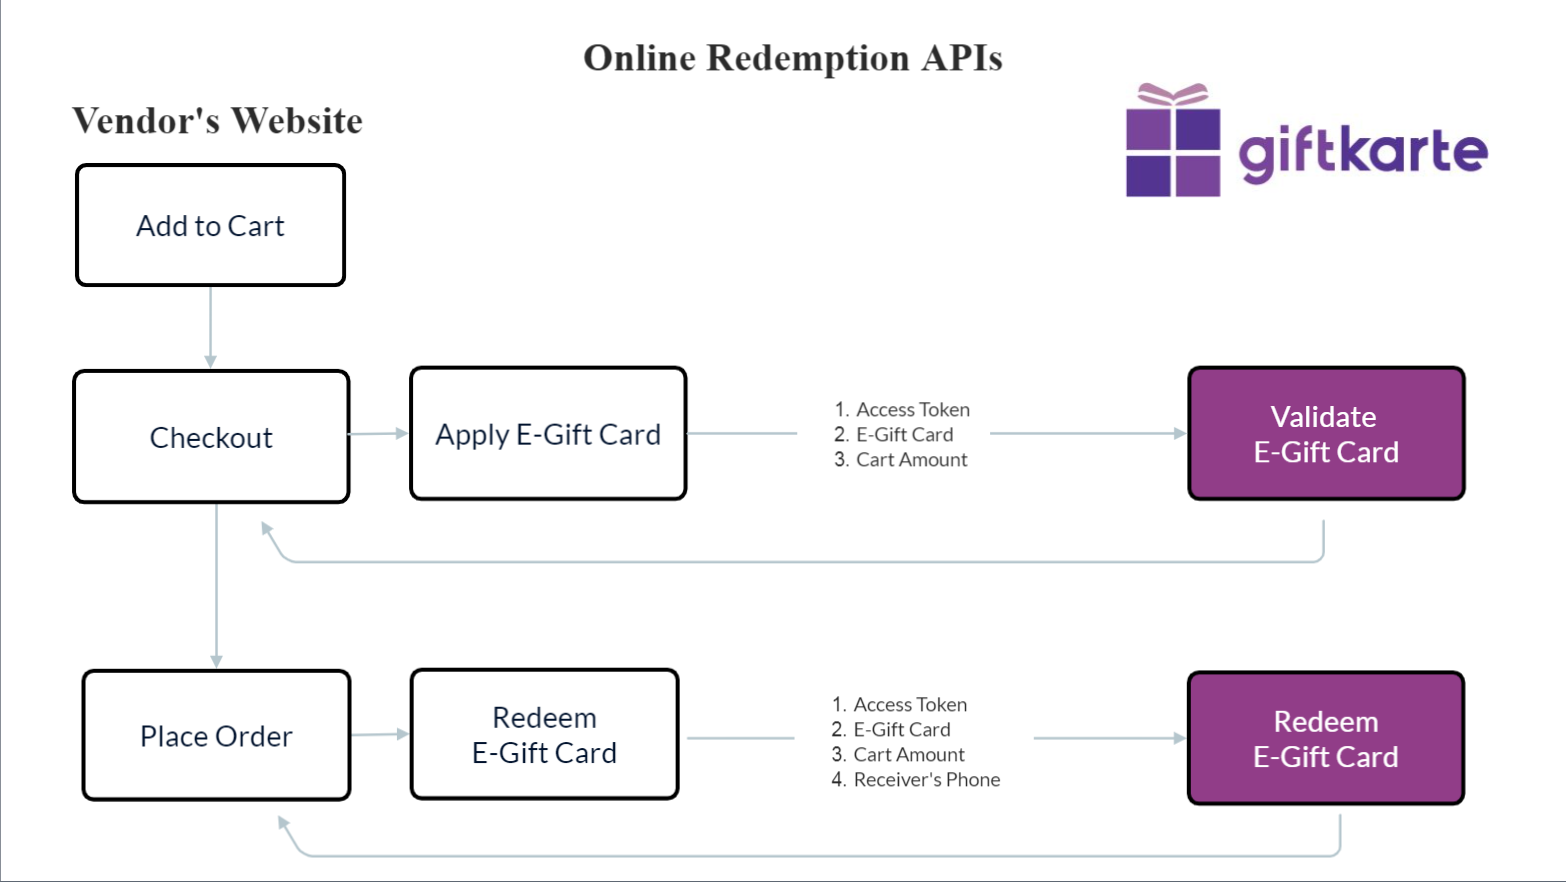 Online Redemption APIs
Vendor's Website
giftkarte
Add to Cart
Checkout
Apply E-Gift Card
1. Access Token
2. E-Gift Card
3. Cart Amount
Validate
E-Gift Card
Place Order
Redeem
E-Gift Card
1. Access Token
2. E-Gift Card
3. Cart Amount
4. Receiver's Phone
Redeem
E-Gift Card